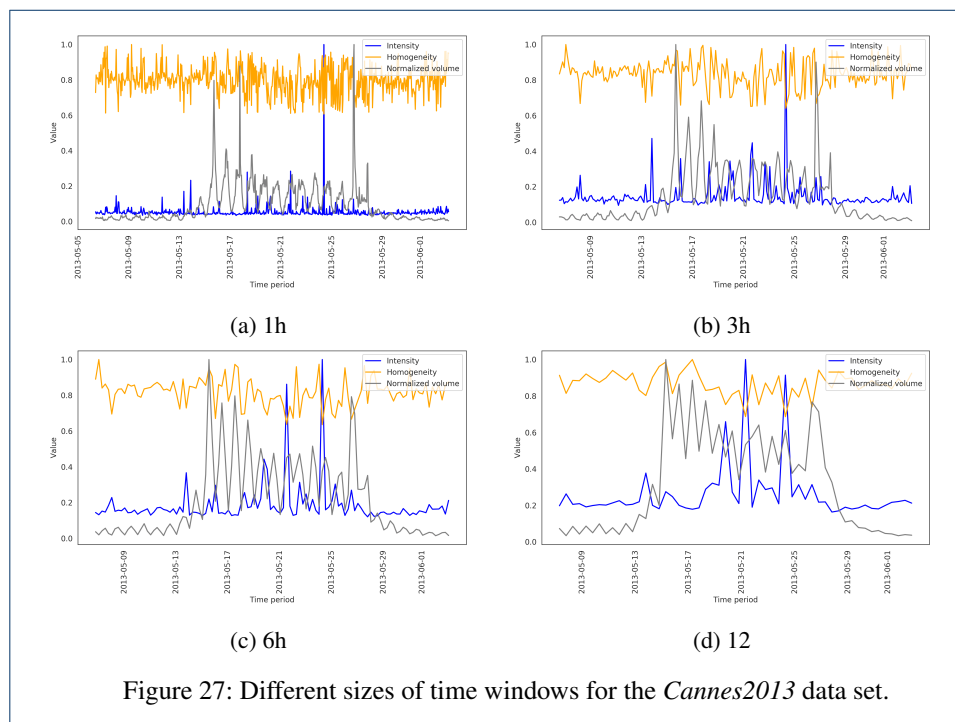 1.0
0.8
0.6
0.4
0.2
0.0
Value
Intensity
Homogeneity
Normalized volume
2013-05-05
2013-05-09
2013-05-13
2013-05-17
2013-05-21
2013-05-25
2013-05-29
2013-06-01
Time period
(a) 1h
1.0
0.8
0.6
0.4
0.2
0.0
Value
Intensity
Homogeneity
Normalized volume
2013-05-09
2013-05-13
2013-05-17
2013-05-21
2013-05-25
2013-05-29
2013-06-01
Time period
(b) 3h
1.0
0.8
0.6
0.4
0.2
0.0
Value
Intensity
Homogeneity
Normalized volume
2013-05-09
2013-05-13
2013-05-17
2013-05-21
2013-05-25
2013-05-29
2013-06-01
Time period
(c) 6h
1.0
0.8
0.6
0.4
0.2
0.0
Value
Intensity
Homogeneity
Normalized volume
2013-05-09
2013-05-13
2013-05-17
2013-05-21
2013-05-25
2013-05-29
2013-06-01
Time period
(d) 12
Figure 27: Different sizes of time windows for the Cannes2013 data set.